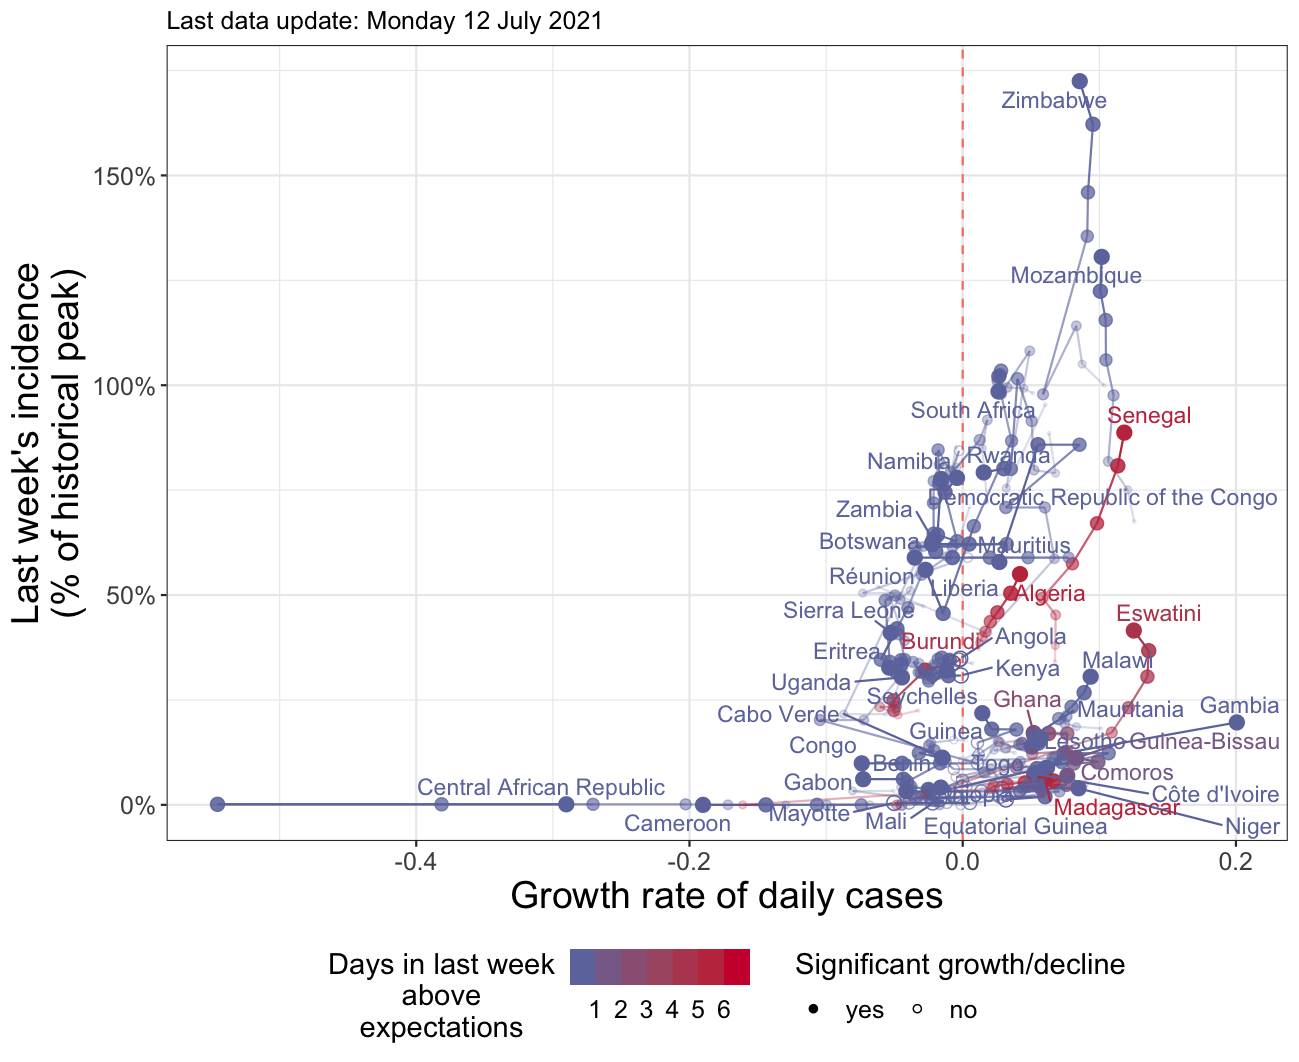 Last data update: Monday 12 July 2021
Last week's incidence
(% of historical peak)
150%
100%
50%
0%
Zimbabwe
Mozambique
South Africa
Senegal
Namibia
Rwanda
Zambia
Democratic Republic of the Congo
Botswana
Mauritius
Réunion
Liberia
Algeria
Sierra Leone
Eswatini
Burundi
Angola
Eritrea
Kenya
Malawi
Uganda
Seychelles
Ghana
Mauritania
Gambia
Cabo Verde
Guinea
Lesotho
Guinea-Bissau
Congo
Benin
Togo
Comoros
Gabon
Central African Republic
Ethiopia
Côte d'Ivoire
Madagascar
Mayotte
Mali
Cameroon
Equatorial Guinea
Niger
-0.4
-0.2
0.0
0.2
Growth rate of daily cases
Days in last week
above
expectations
1 2 3 4 5 6
Significant growth/decline
yes
no